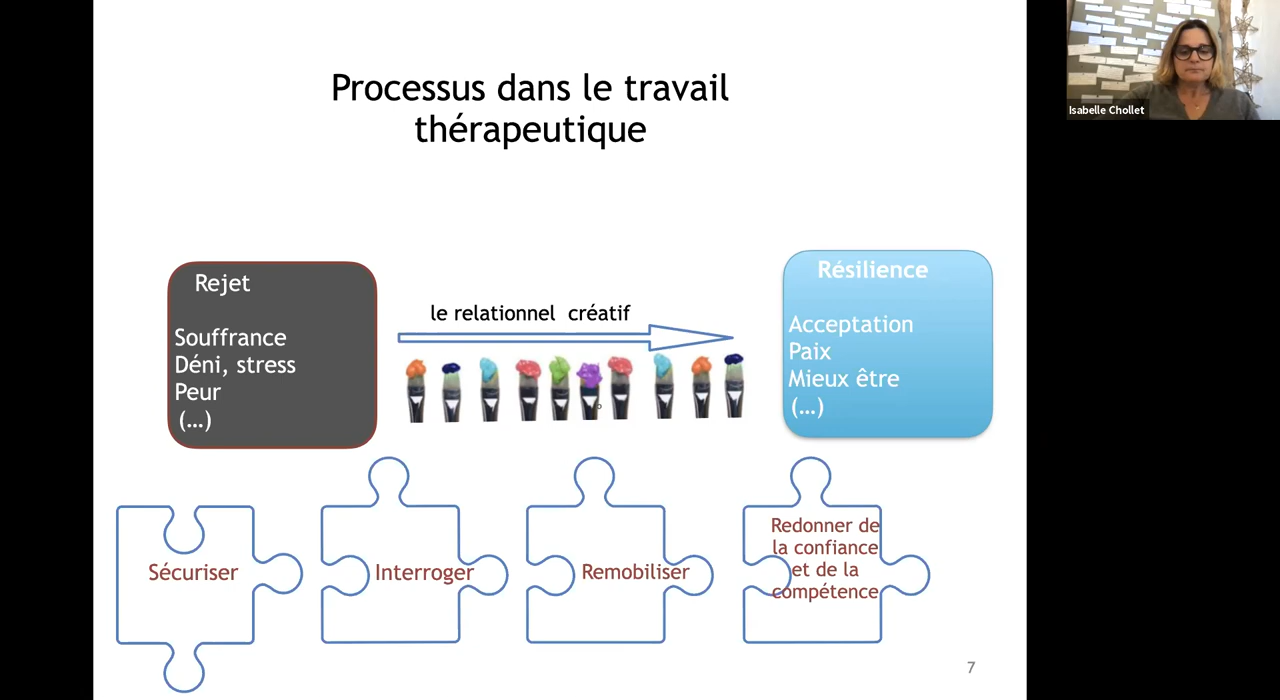 Processus dans le travail
thérapeutique
Isabelle Chollet
Rejet
Souffrance
Déni, stress
Peur
(…)
le relationnel créatif
Résilience
Acceptation
Paix
Mieux être
(…)
Sécuriser
Interroger
Remobiliser
Redonner de
la confiance
et de la
compétence
7